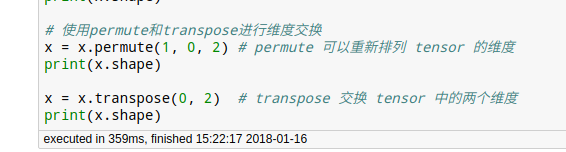 print(x.shape)
# 使用permute和transpose进行维度交换
x = x.permute(1, 0, 2) # permute 可以重新排列 tensor 的维度
print(x.shape)
x = x.transpose(0, 2)  # transpose 交换 tensor 中的两个维度
print(x.shape)
executed in 359ms, finished 15:22:17 2018-01-16